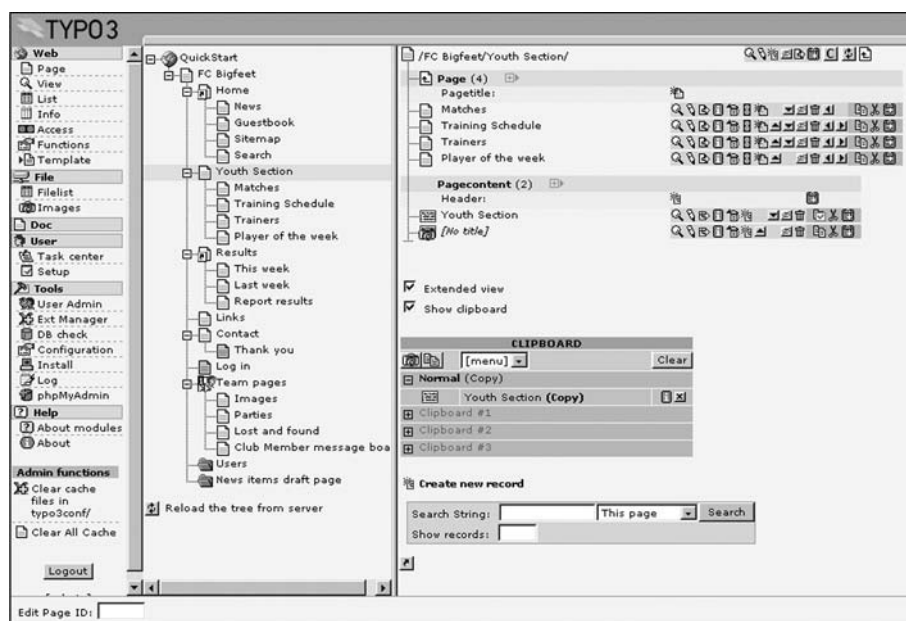 TYPO3
Web
Page
View
List
Info
Access
Functions
Template
File
Filelist
Images
Doc
User
Task center
Setup
Tools
User Admin
Ext Manager
DB check
Configuration
Install
Log
phpMyAdmin
Help
About modules
About
Admin functions
Clear cache
files in
typo3conf/
Clear All Cache
Logout
QuickStart
FC Bigfeet
Home
News
Guestbook
Sitemap
Search
Youth Section
Matches
Training Schedule
Trainers
Player of the week
Results
This week
Last week
Report results
Links
Contact
Thank you
Log in
Team pages
Images
Parties
Lost and found
Club Member message boa
Users
News items draft page
Reload the tree from server
/FC Bigfeet/Youth Section/
Page (4)
Pagetitle:
Matches
Training Schedule
Trainers
Player of the week
Pagecontent (2)
Header:
Youth Section
[No title]
Extended view
Show clipboard
CLIPBOARD
[menu] Clear
Normal (Copy)
Youth Section (Copy)
Clipboard #1
Clipboard #2
Clipboard #3
Create new record
Search String: This page Search
Show records:
Edit Page ID: